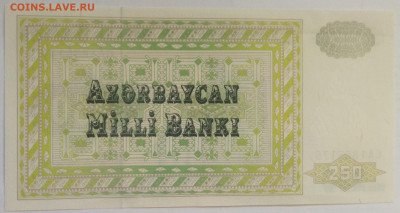 COINS.LAVE.RU
AZƏRBAYCAN
MİLLİ BANKI
250